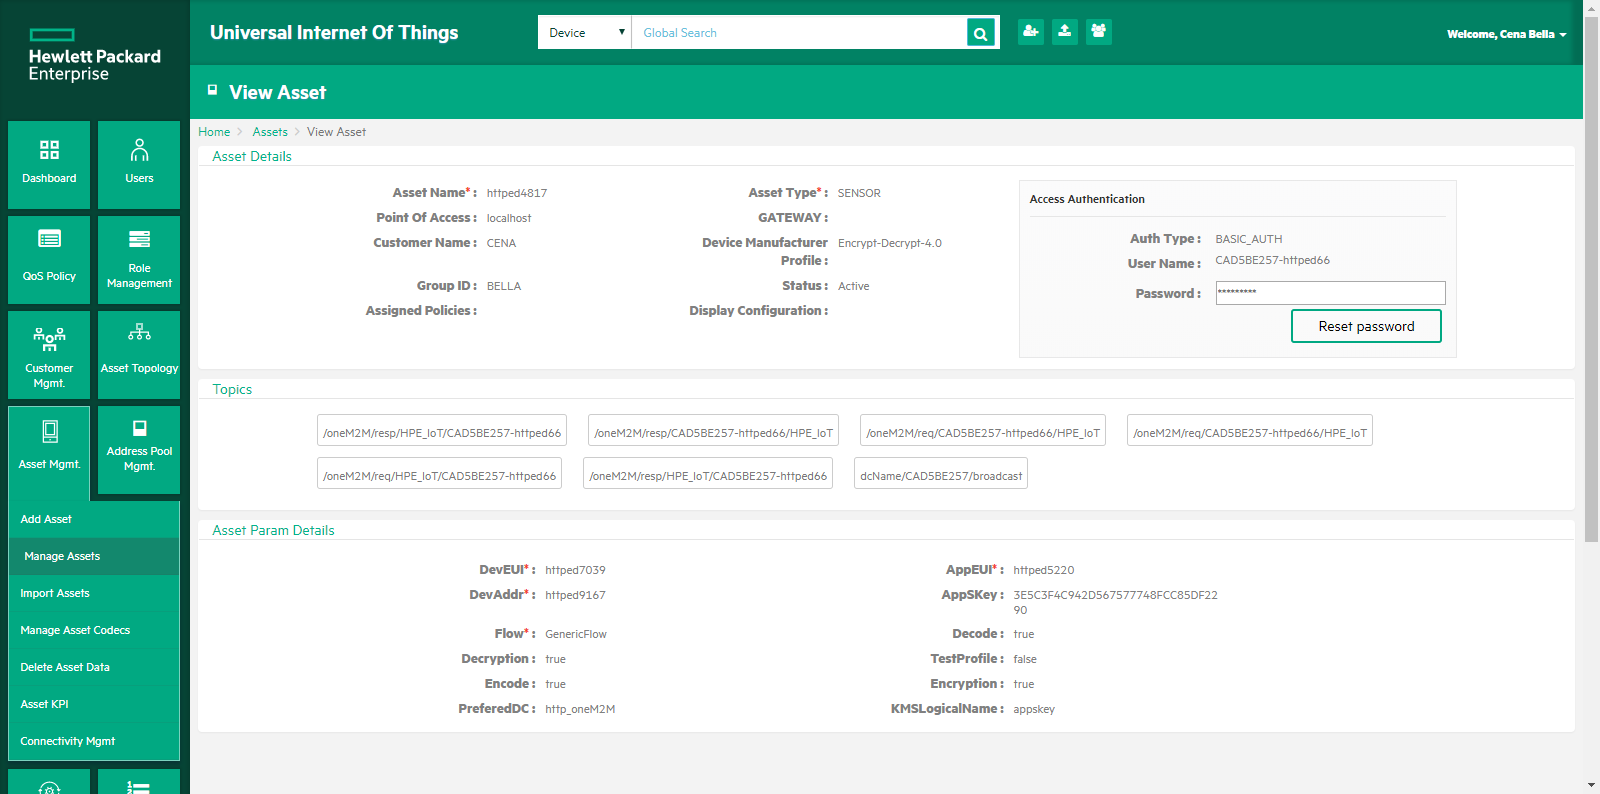 Hewlett Packard
Enterprise
Universal Internet Of Things
Device
Global Search
Welcome, Cena Bella
View Asset
Home > Assets > View Asset
Dashboard
Users
QoS Policy
Role
Management
Customer
Mgmt.
Asset Topology
Asset Mgmt.
Address Pool
Mgmt.
Add Asset
Manage Assets
Import Assets
Manage Asset Codecs
Delete Asset Data
Asset KPI
Connectivity Mgmt
Asset Details
Asset Name* : httped4817
Asset Type* : SENSOR
Point Of Access : localhost
GATEWAY :
Customer Name : CENA
Device Manufacturer
Profile :
Encrypt-Decrypt-4.0
Group ID : BELLA
Status : Active
Assigned Policies :
Display Configuration :
Access Authentication
Auth Type : BASIC_AUTH
User Name : CAD5BE257-httped66
Password : *********
Reset password
Topics
/oneM2M/resp/HPE_IoT/CAD5BE257-httped66
/oneM2M/resp/CAD5BE257-httped66/HPE_IoT
/oneM2M/req/CAD5BE257-httped66/HPE_IoT
/oneM2M/req/CAD5BE257-httped66/HPE_IoT
/oneM2M/req/HPE_IoT/CAD5BE257-httped66
/oneM2M/resp/HPE_IoT/CAD5BE257-httped66
dcName/CAD5BE257/broadcast
Asset Param Details
DevEUI* : httped7039
AppEUI* : httped5220
DevAddr* : httped9167
AppSKey : 3E5C3F4C942D567577748FCC85DF22
90
Flow* : GenericFlow
Decode : true
Decryption : true
TestProfile : false
Encode : true
Encryption : true
PreferedDC : http_oneM2M
KMSLogicalName : appskey